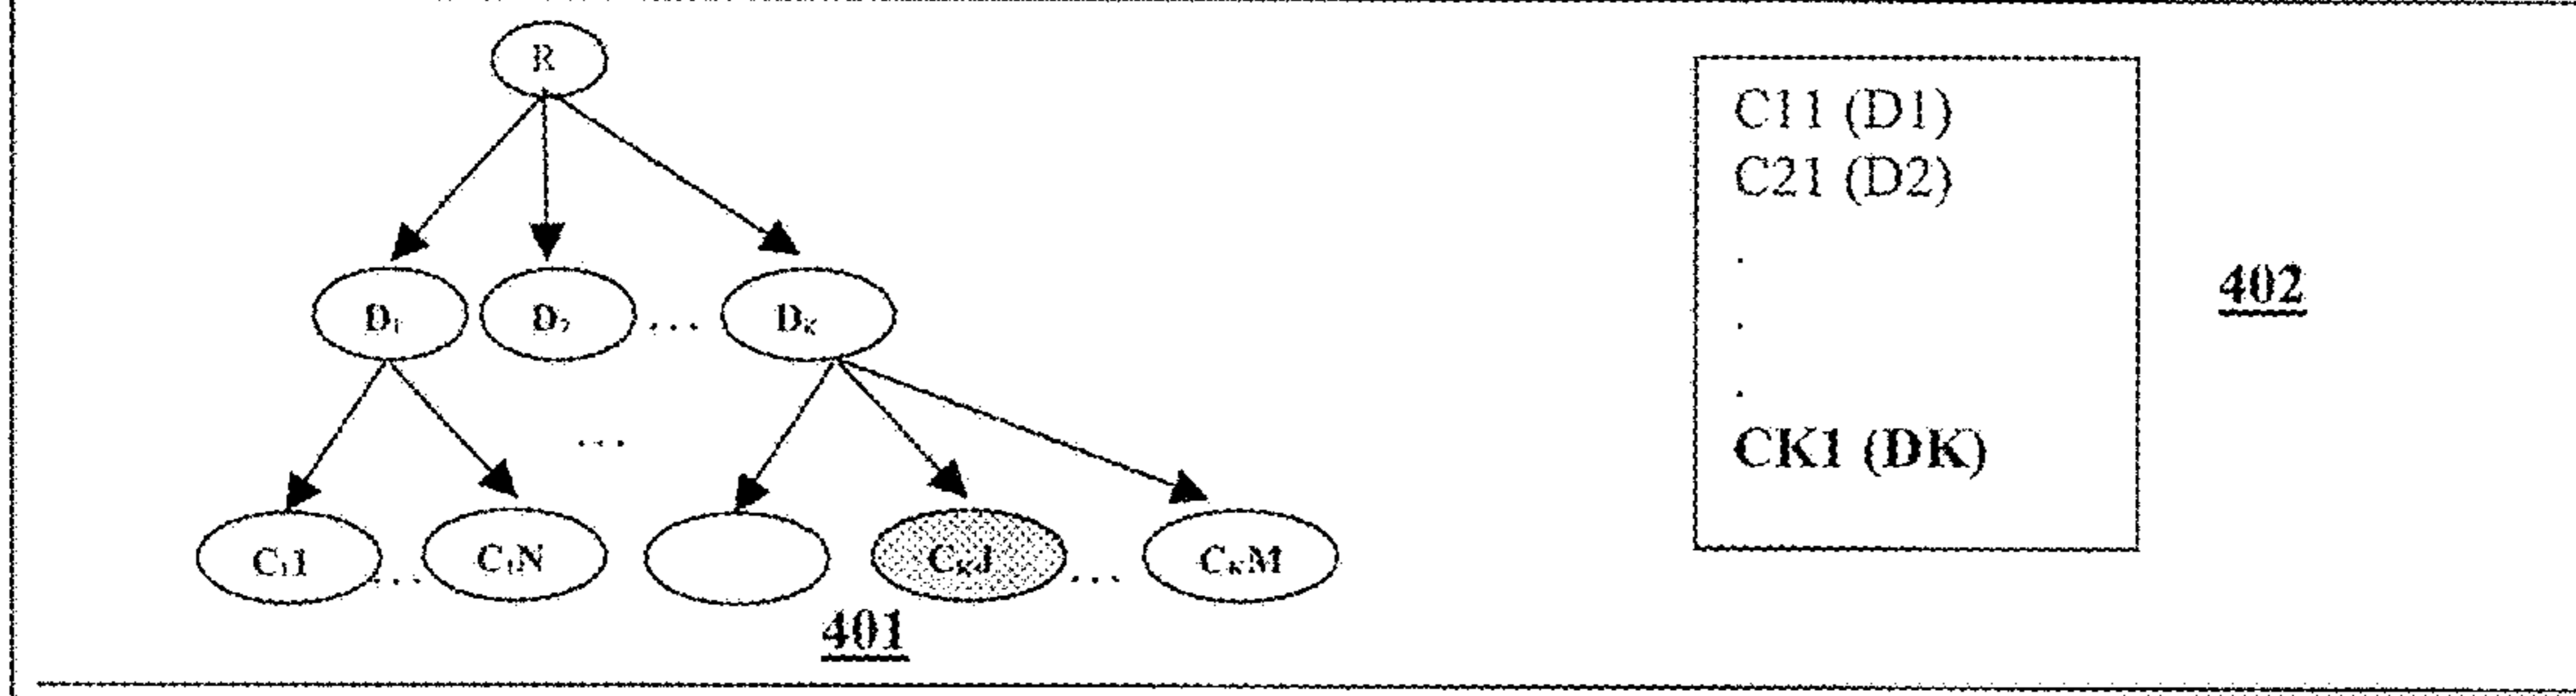 R
D₁ D₂ ... Dₖ
...
C₁1 ... C₁N CₖJ ... CₖM
401
C11 (D1)
C21 (D2)
.
.
.
CK1 (DK)
402